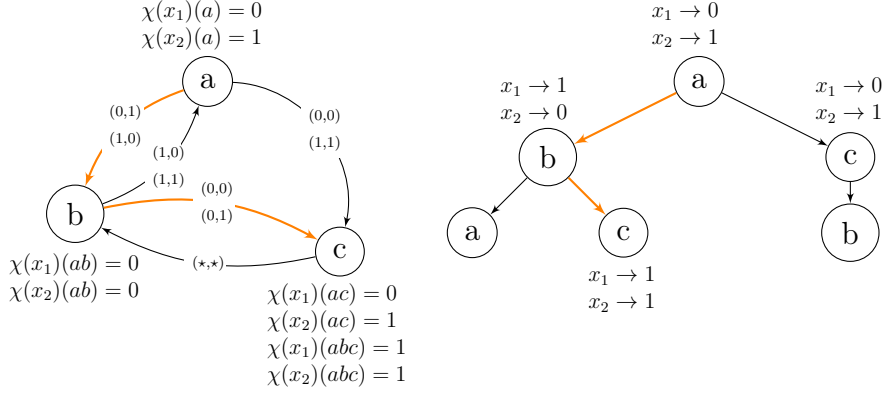 χ(x₁)(a) = 0
χ(x₂)(a) = 1
a
(0,1)
(1,0)
(1,0)
(1,1)
(0,0)
(1,1)
b
(0,0)
(0,1)
c
(⋆,⋆)
χ(x₁)(ab) = 0
χ(x₂)(ab) = 0
χ(x₁)(ac) = 0
χ(x₂)(ac) = 1
χ(x₁)(abc) = 1
χ(x₂)(abc) = 1
x₁ → 0
x₂ → 1
a
x₁ → 1
x₂ → 0
b
x₁ → 0
x₂ → 1
c
a
c
b
x₁ → 1
x₂ → 1